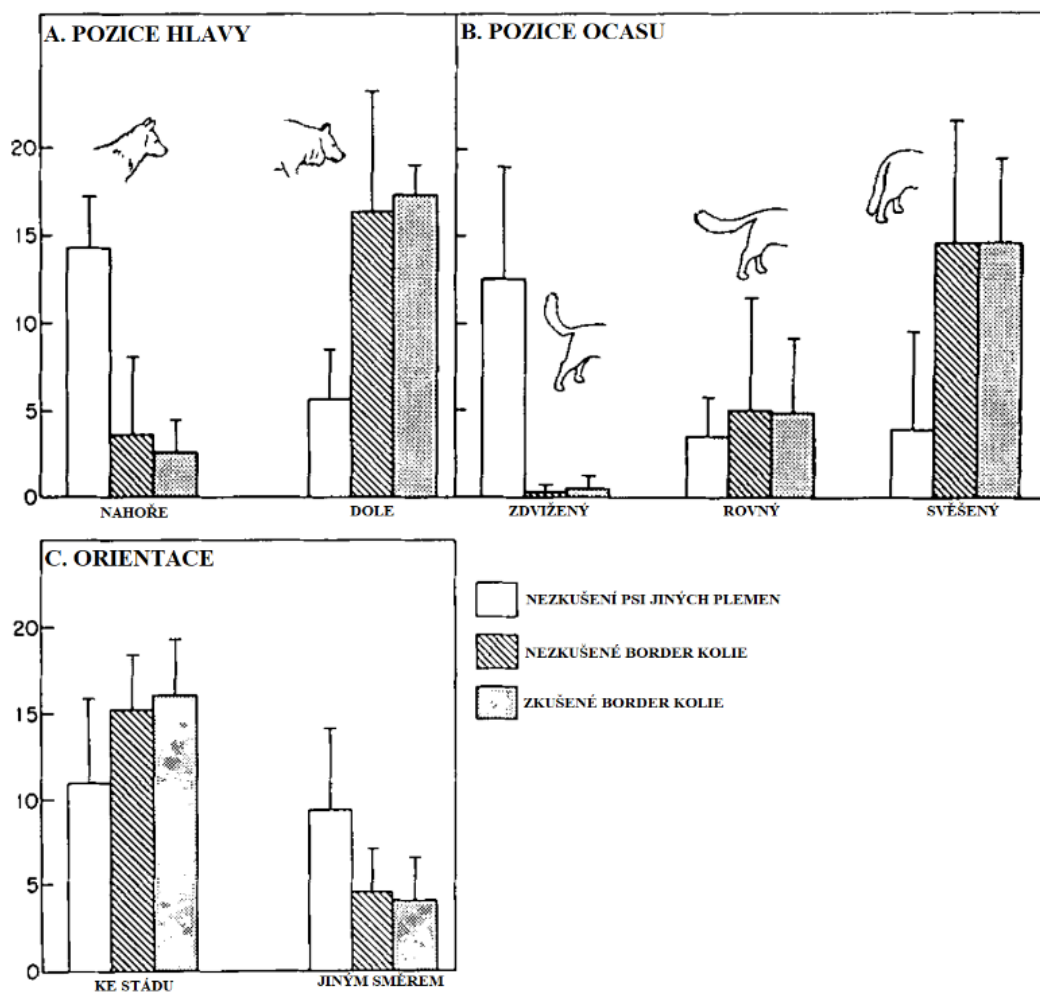 A. POZICE HLAVY
20
15
10
5
0
NAHOŘE
DOLE
B. POZICE OCASU
ZDVIŽENÝ
ROVNÝ
SVĚŠENÝ
C. ORIENTACE
20
15
10
5
0
KE STÁDU
JINÝM SMĚREM
NEZKUŠENÍ PSI JINÝCH PLEMEN
NEZKUŠENÉ BORDER KOLIE
ZKUŠENÉ BORDER KOLIE